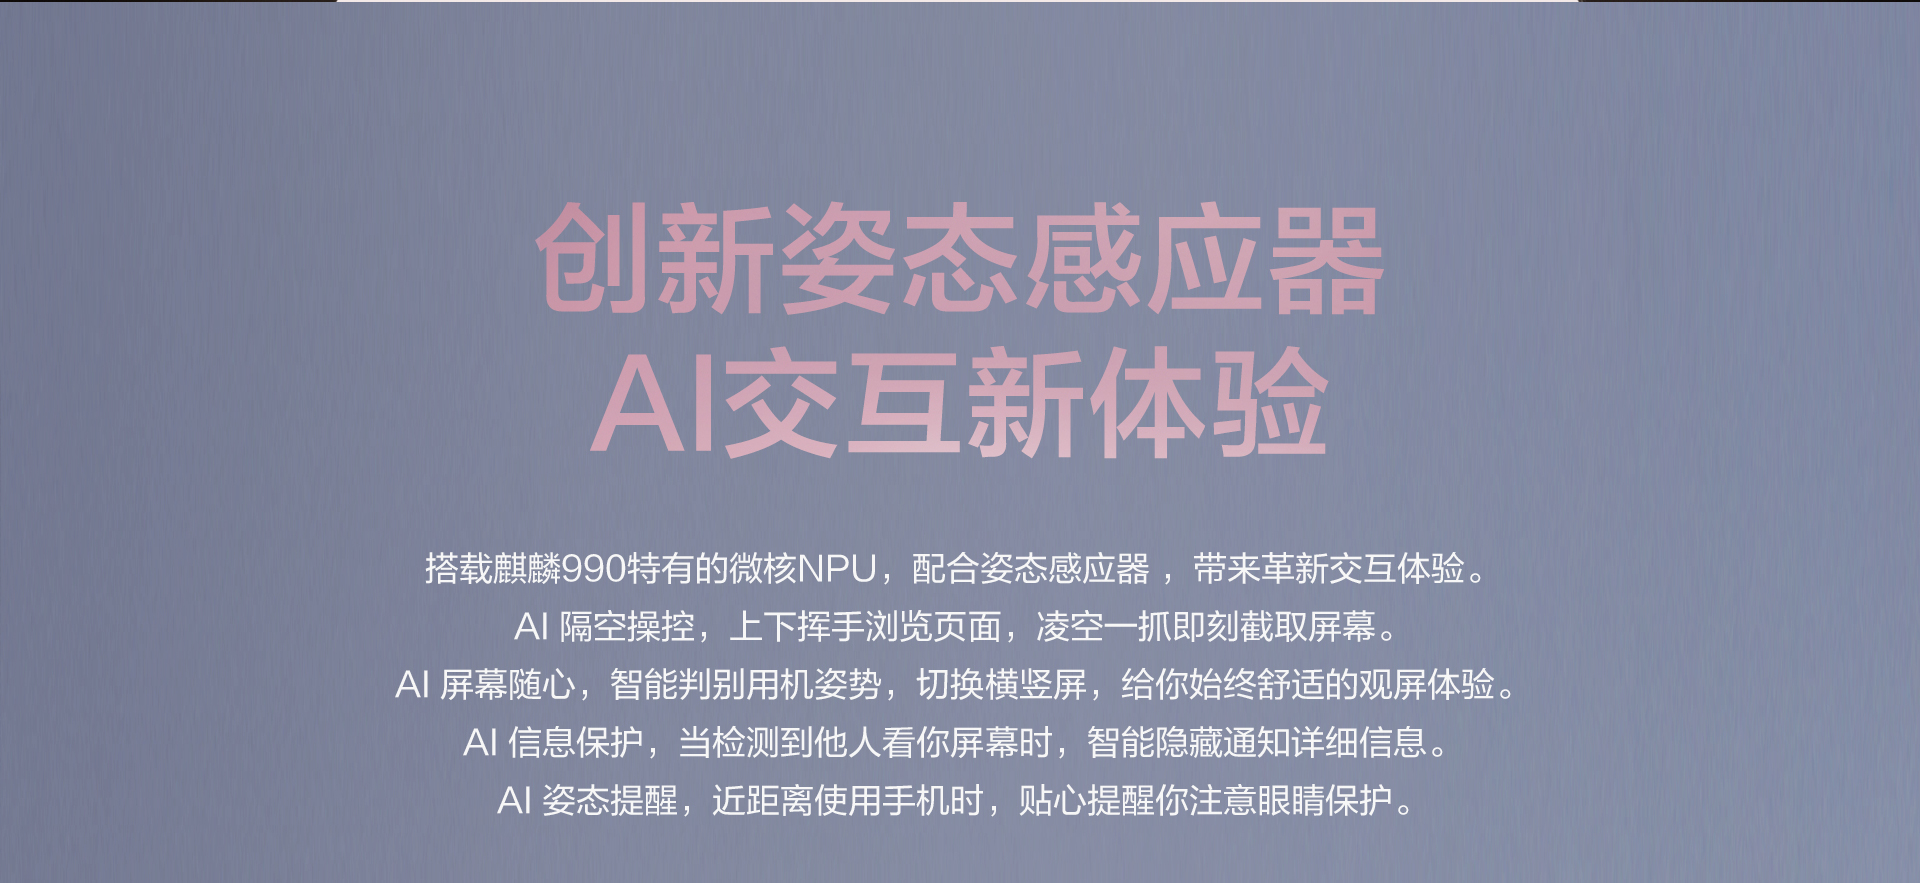 创新姿态感应器
AI交互新体验
搭载麒麟990特有的微核NPU，配合姿态感应器 ，带来革新交互体验。
AI 隔空操控，上下挥手浏览页面，凌空一抓即刻截取屏幕。
AI 屏幕随心，智能判别用机姿势，切换横竖屏，给你始终舒适的观屏体验。
AI 信息保护，当检测到他人看你屏幕时，智能隐藏通知详细信息。
AI 姿态提醒，近距离使用手机时，贴心提醒你注意眼睛保护。